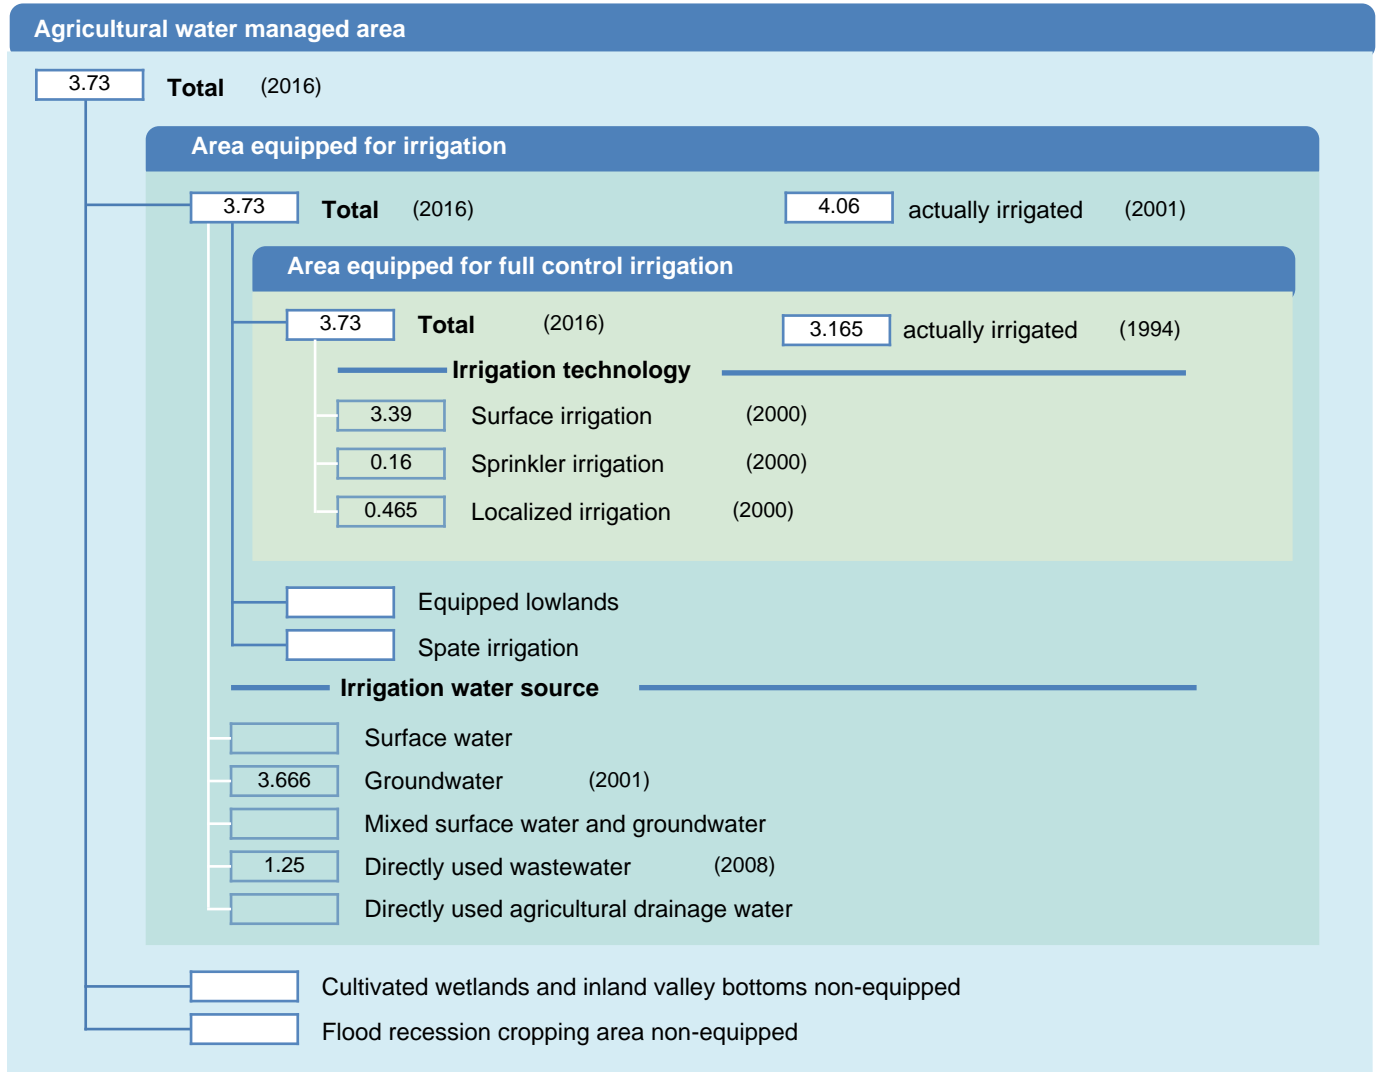 Agricultural water managed area
3.73 Total (2016)
Area equipped for irrigation
3.73 Total (2016) 4.06 actually irrigated (2001)
Area equipped for full control irrigation
3.73 Total (2016) 3.165 actually irrigated (1994)
Irrigation technology
3.39 Surface irrigation (2000)
0.16 Sprinkler irrigation (2000)
0.465 Localized irrigation (2000)
Equipped lowlands
Spate irrigation
Irrigation water source
Surface water
3.666 Groundwater (2001)
Mixed surface water and groundwater
1.25 Directly used wastewater (2008)
Directly used agricultural drainage water
Cultivated wetlands and inland valley bottoms non-equipped
Flood recession cropping area non-equipped